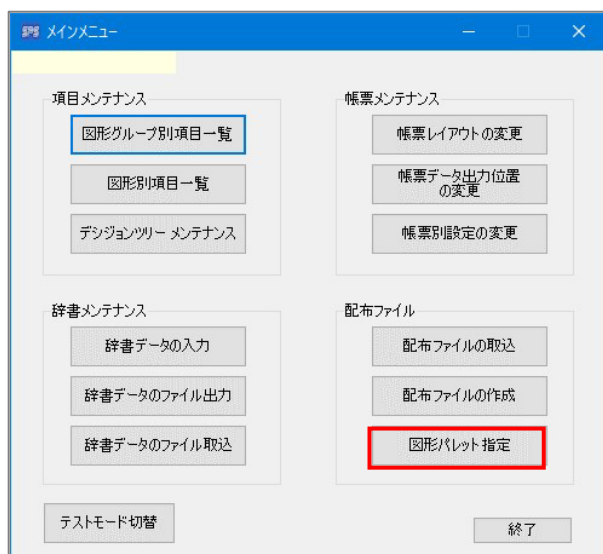 SPS メインメニュー
項目メンテナンス
図形グループ別項目一覧
図形別項目一覧
デシジョンツリー メンテナンス
帳票メンテナンス
帳票レイアウトの変更
帳票データ出力位置
の変更
帳票別設定の変更
辞書メンテナンス
辞書データの入力
辞書データのファイル出力
辞書データのファイル取込
配布ファイル
配布ファイルの取込
配布ファイルの作成
図形パレット指定
テストモード切替
終了